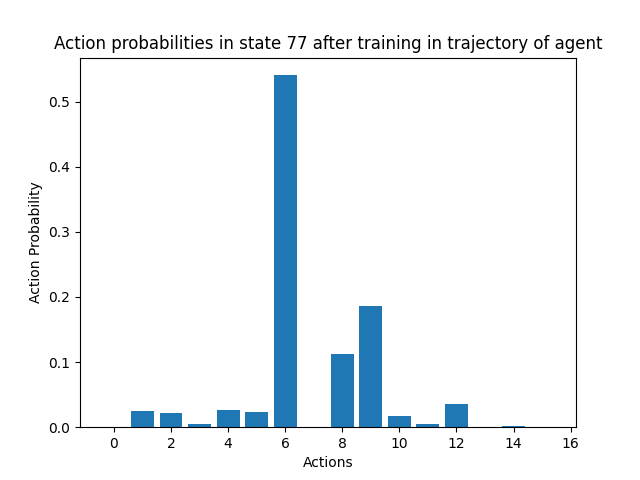 Action probabilities in state 77 after training in trajectory of agent
0.5
0.4
0.3
0.2
0.1
0.0
Action Probability
0 2 4 6 8 10 12 14 16
Actions